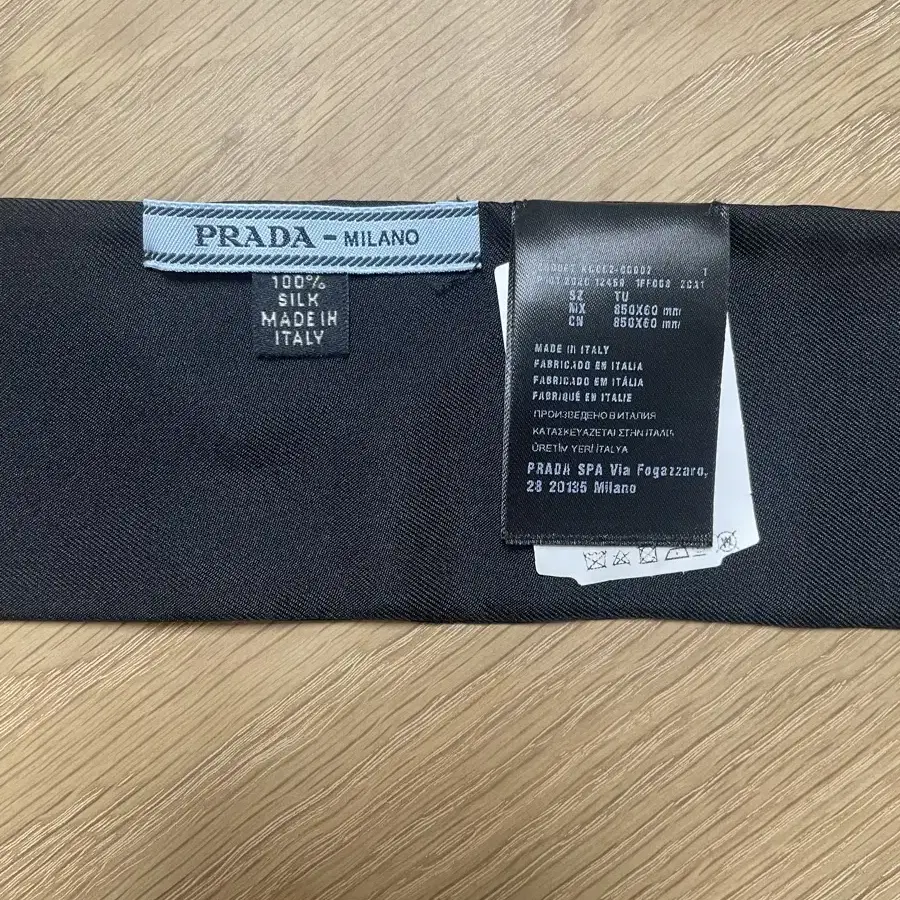 PRADA - MILANO
100%
SILK
MADE IN
ITALY
1
SZ TU
MX 850X60 mm
CN 850X60 mm
MADE IN ITALY
FABRICADO EN ITALIA
FABRICADO EM ITÁLIA
FABRIQUÉ EN ITALIE
ПРОИЗВЕДЕНО В ИТАЛИЯ
ΚΑΤΑΣΚΕΥΑΖΕΤΑΙ ΣΤΗΝ ΙΤΑΛΙΑ
ÜRETİM YERİ İTALYA
PRADA SPA Via Fogazzaro,
28 20135 Milano